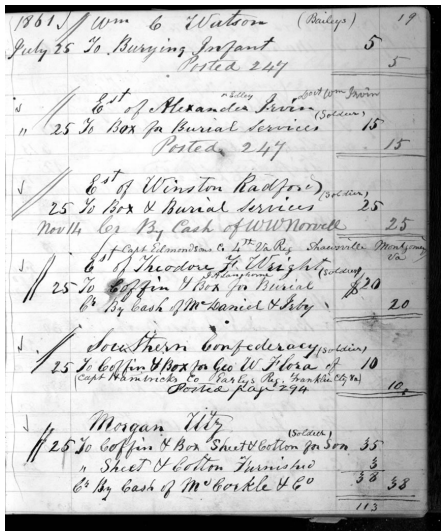 1861 Wm C Watson (Baileys) 19
July 25 To Burying Infant 5
Posted 247 5
Est of Alexander Irvin (Soldier)
" 25 To Box for Burial Services 15
Posted 247 15
Est of Winston Radford (Soldier)
25 To Box & Burial Services 25
Nov 14 Cr By Cash of WW Norvell 25
Capt Edmondsons Co 4th Va Reg Shawsville Montgomery Va
Est of Theodore F. Wright (Soldier)
25 To Coffin & Box for Burial $20
Cr By Cash of McDaniel & Irby 20
Southern Confederacy (Soldier)
25 To Coffin & Box for Geo W Flora of 10
(Capt Hambricks Co Earlys Reg. Franklin Cty Va)
Posted page 294 10
Morgan Utz (Soldier)
25 To Coffin & Box Sheet & Cotton for Son 35
" Sheet & Cotton Furnished 3
Cr By Cash of McCorkle & Co 38 38
113